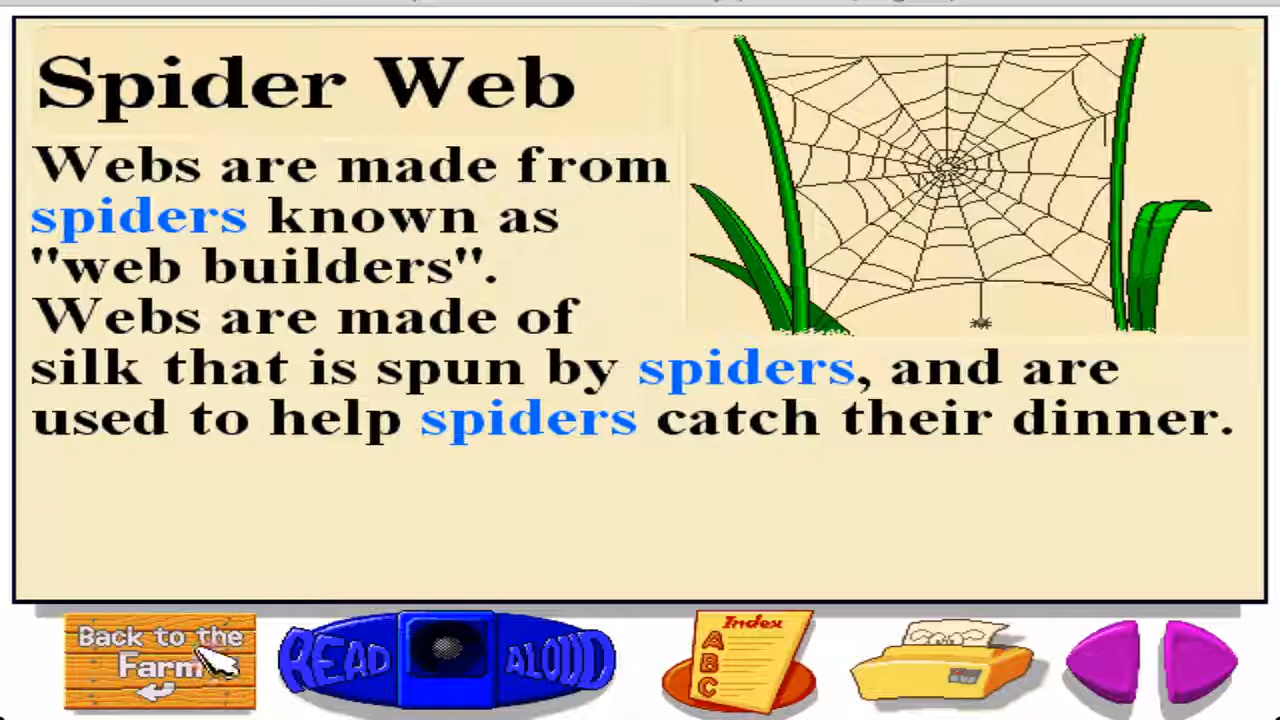 Spider Web
Webs are made from
spiders known as
"web builders".
Webs are made of
silk that is spun by spiders, and are
used to help spiders catch their dinner.
Back to the
Farm
READ ALOUD
Index
A
B
C